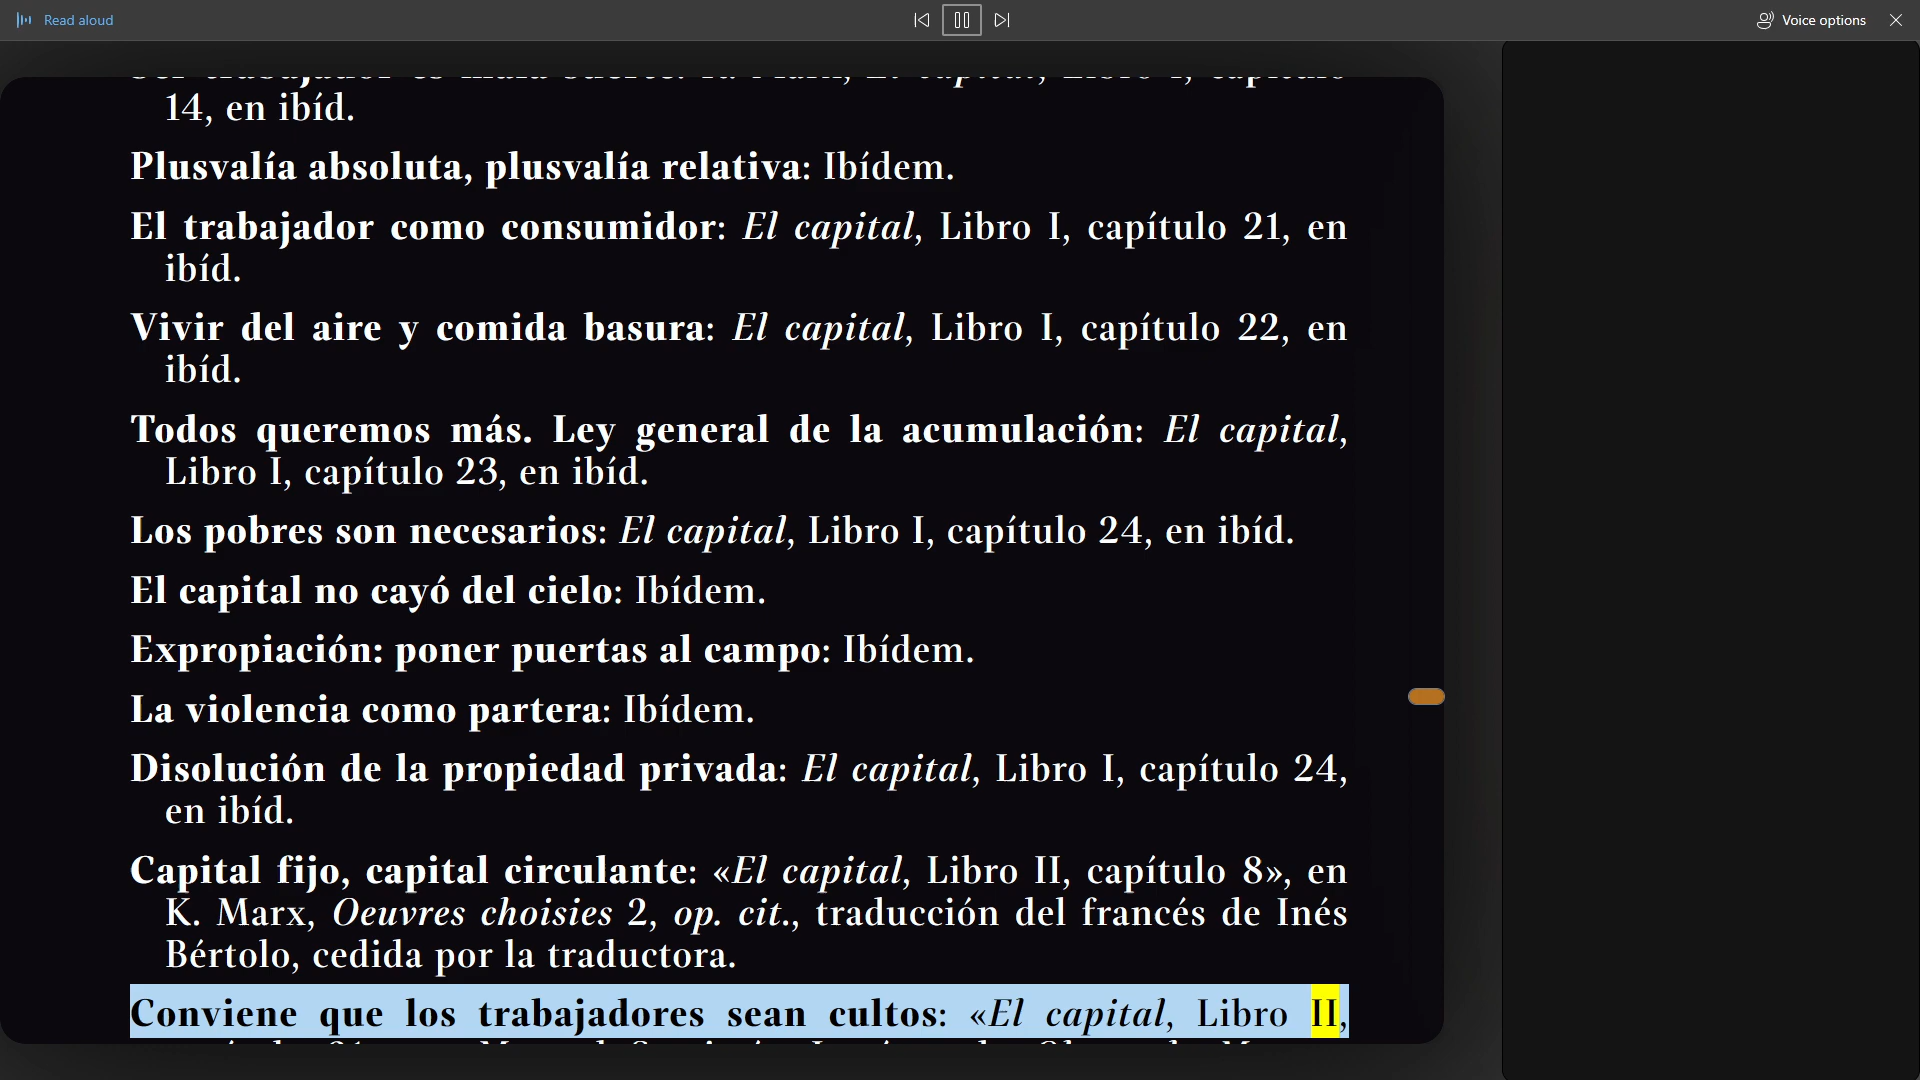 Read aloud
Voice options
14, en ibíd.
Plusvalía absoluta, plusvalía relativa: Ibídem.
El trabajador como consumidor: El capital, Libro I, capítulo 21, en
ibíd.
Vivir del aire y comida basura: El capital, Libro I, capítulo 22, en
ibíd.
Todos queremos más. Ley general de la acumulación: El capital,
Libro I, capítulo 23, en ibíd.
Los pobres son necesarios: El capital, Libro I, capítulo 24, en ibíd.
El capital no cayó del cielo: Ibídem.
Expropiación: poner puertas al campo: Ibídem.
La violencia como partera: Ibídem.
Disolución de la propiedad privada: El capital, Libro I, capítulo 24,
en ibíd.
Capital fijo, capital circulante: «El capital, Libro II, capítulo 8», en
K. Marx, Oeuvres choisies 2, op. cit., traducción del francés de Inés
Bértolo, cedida por la traductora.
Conviene que los trabajadores sean cultos: «El capital, Libro II,